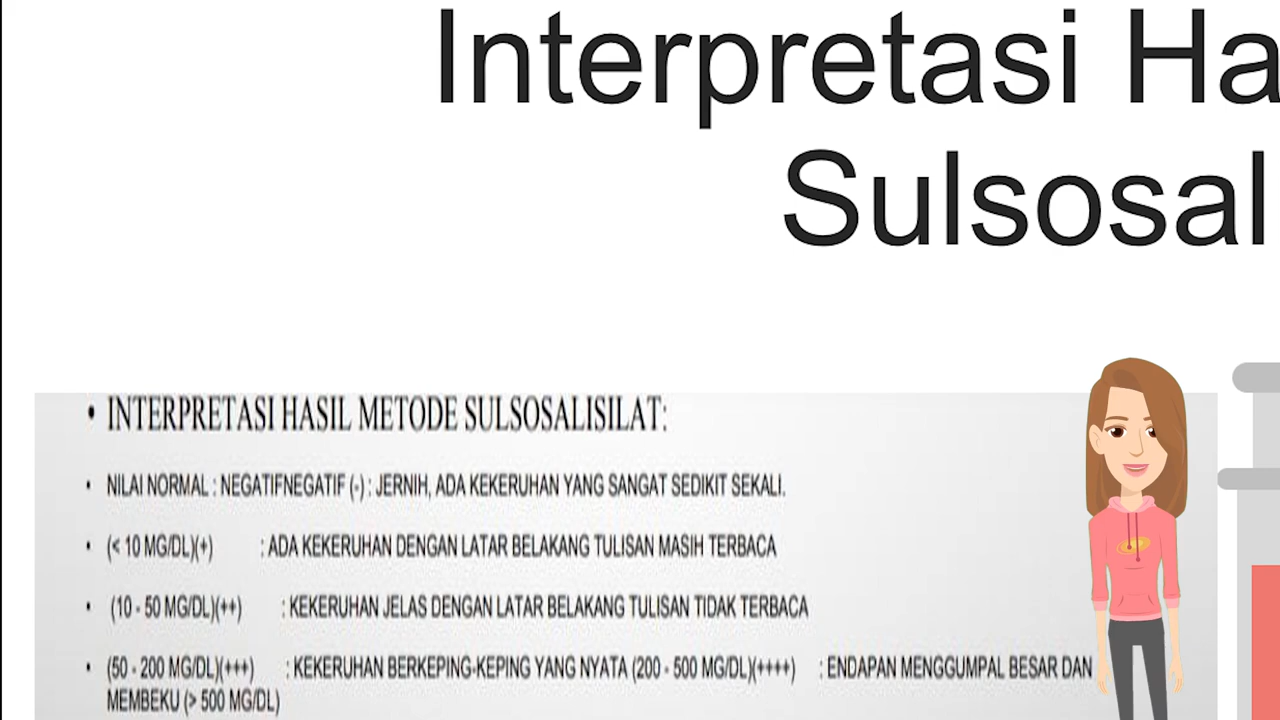 Interpretasi Ha
Sulsosal
• INTERPRETASI HASIL METODE SULSOSALISILAT:
• NILAI NORMAL : NEGATIFNEGATIF (-) : JERNIH, ADA KEKERUHAN YANG SANGAT SEDIKIT SEKALI.
• (< 10 MG/DL)(+) : ADA KEKERUHAN DENGAN LATAR BELAKANG TULISAN MASIH TERBACA
• (10 - 50 MG/DL)(++) : KEKERUHAN JELAS DENGAN LATAR BELAKANG TULISAN TIDAK TERBACA
• (50 - 200 MG/DL)(+++) : KEKERUHAN BERKEPING-KEPING YANG NYATA (200 - 500 MG/DL)(++++) : ENDAPAN MENGGUMPAL BESAR DAN
MEMBEKU (> 500 MG/DL)